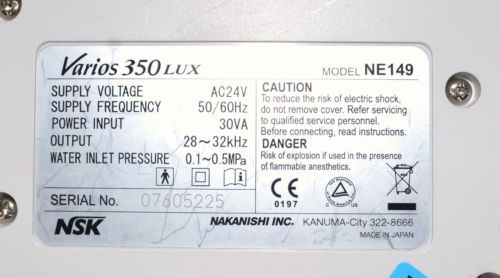 Varios 350 LUX MODEL NE149
SUPPLY VOLTAGE AC24V
SUPPLY FREQUENCY 50/60Hz
POWER INPUT 30VA
OUTPUT 28~32kHz
WATER INLET PRESSURE 0.1~0.5MPa
SERIAL No. 07605225
CAUTION
To reduce the risk of electric shock,
do not remove cover. Refer servicing
to qualified service personnel.
Before connecting, read instructions.
DANGER
Risk of explosion if used in the presence
of flammable anesthetics.
CE
0197
NSK NAKANISHI INC. KANUMA-City 322-8666
MADE IN JAPAN